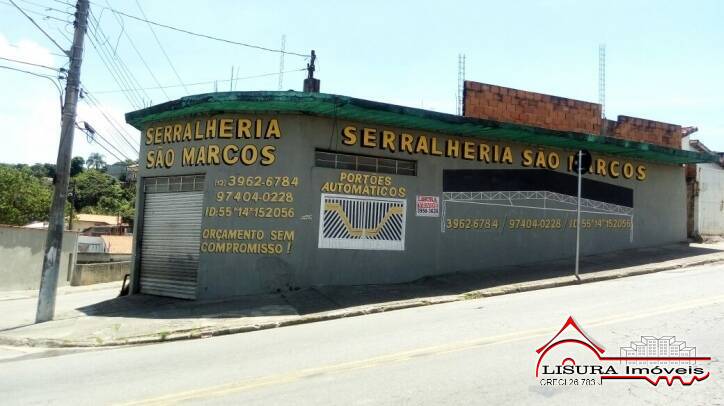 SERRALHERIA
SÃO MARCOS
(12) 3962-6784
97404-0228
ID:55*14*152056
ORÇAMENTO SEM
COMPROMISSO !
PORTÕES
AUTOMÁTICOS
SERRALHERIA SÃO MARCOS
3962-6784 / 97404-0228 / ID:55*14*152056
LISURA Imóveis
CRECI 26.783 J